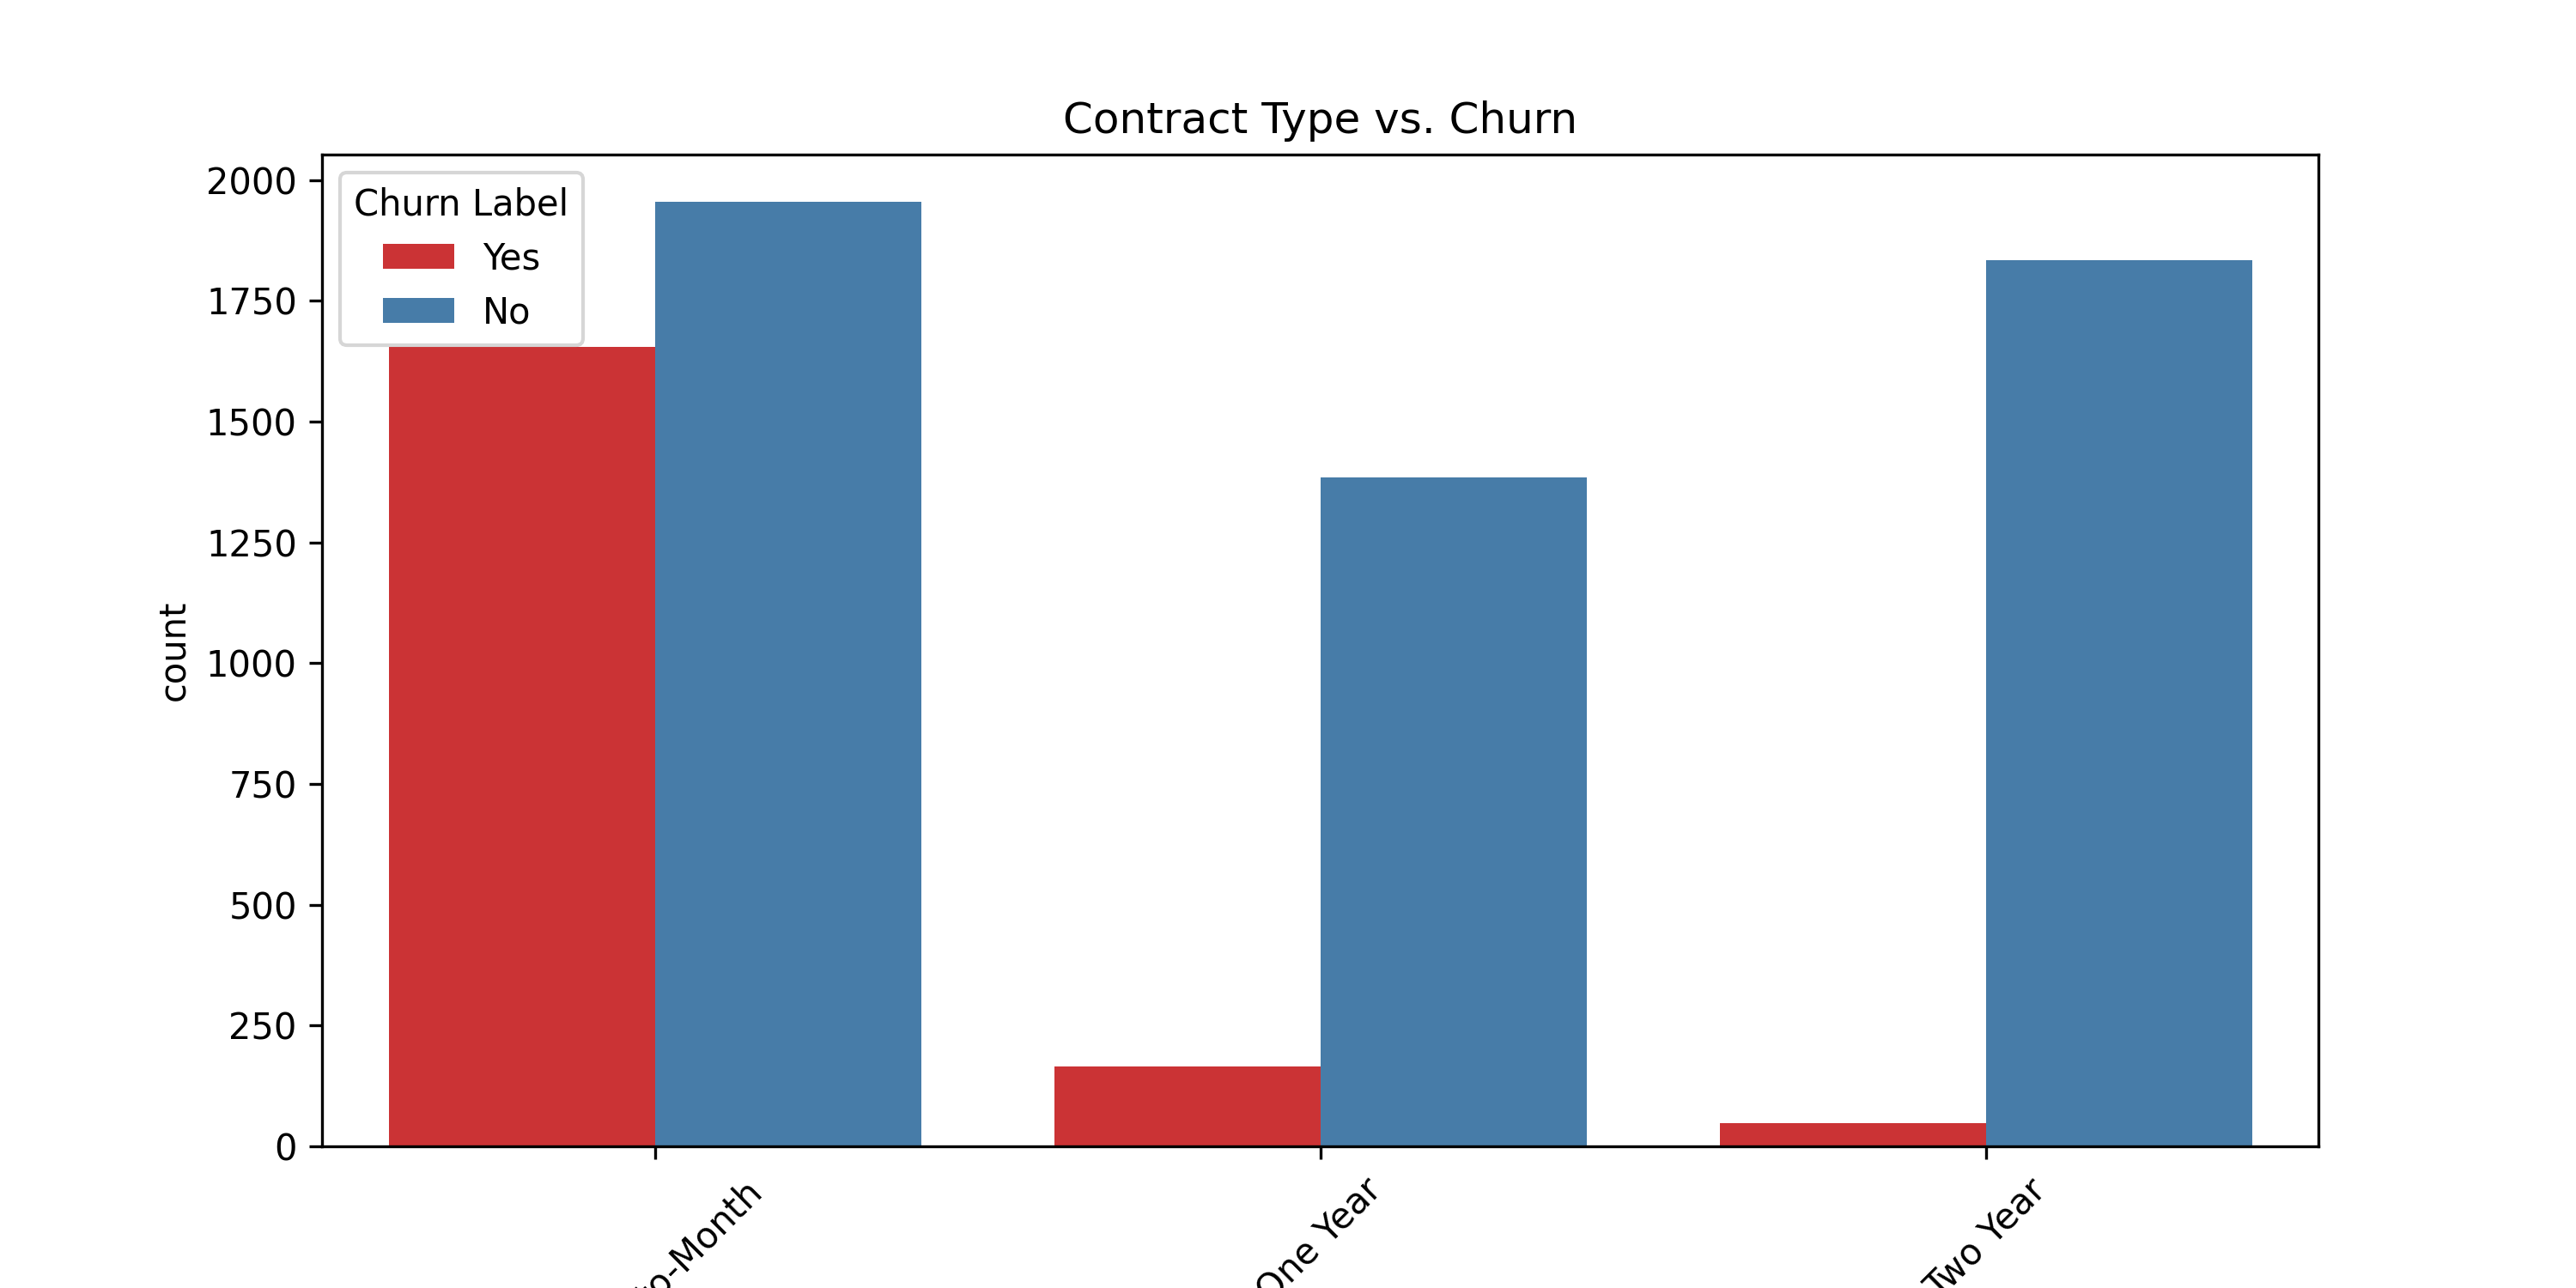 Contract Type vs. Churn
Churn Label
Yes
No
2000
1750
1500
1250
1000
750
500
250
0
count
o-Month
One Year
Two Year